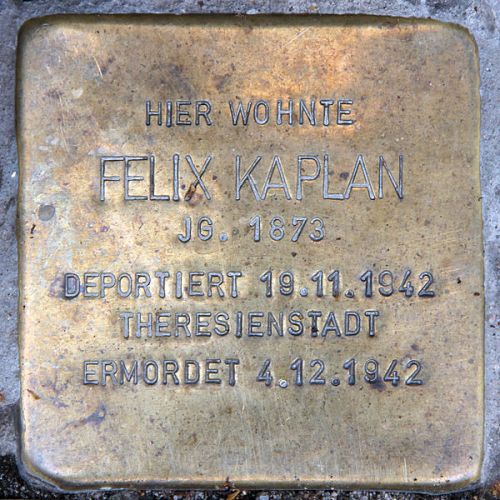 HIER WOHNTE
FELIX KAPLAN
JG. 1873
DEPORTIERT 19.11.1942
THERESIENSTADT
ERMORDET 4.12.1942